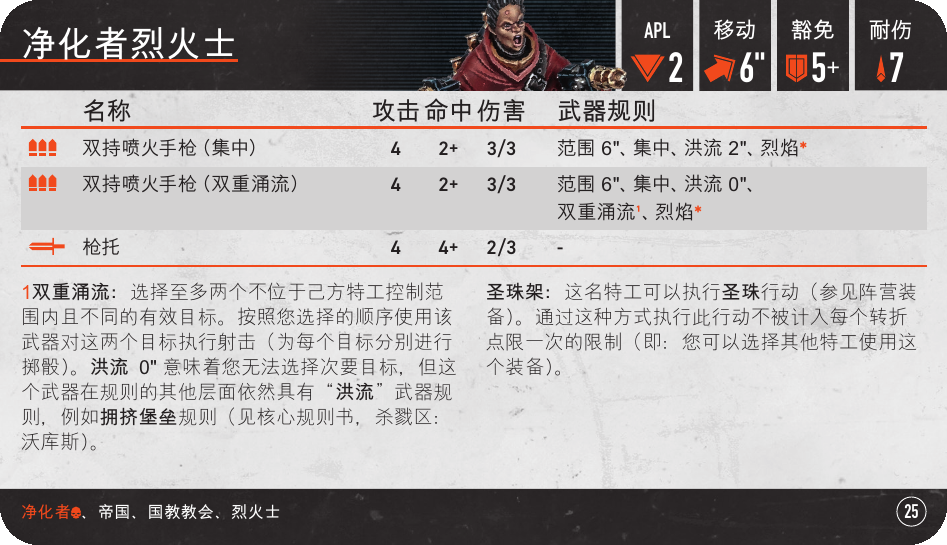 净化者烈火士
APL 移动 豁免 耐伤
2 6" 5+ 7
名称 攻击 命中 伤害 武器规则
双持喷火手枪（集中） 4 2+ 3/3 范围 6"、集中、洪流 2"、烈焰*
双持喷火手枪（双重涌流） 4 2+ 3/3 范围 6"、集中、洪流 0"、
双重涌流¹、烈焰*
枪托 4 4+ 2/3 -
1双重涌流：选择至多两个不位于己方特工控制范
围内且不同的有效目标。按照您选择的顺序使用该
武器对这两个目标执行射击（为每个目标分别进行
掷骰）。洪流 0" 意味着您无法选择次要目标，但这
个武器在规则的其他层面依然具有“洪流”武器规
则，例如拥挤堡垒规则（见核心规则书，杀戮区：
沃库斯）。
圣珠架：这名特工可以执行圣珠行动（参见阵营装
备）。通过这种方式执行此行动不被计入每个转折
点限一次的限制（即：您可以选择其他特工使用这
个装备）。
净化者、帝国、国教教会、烈火士
25